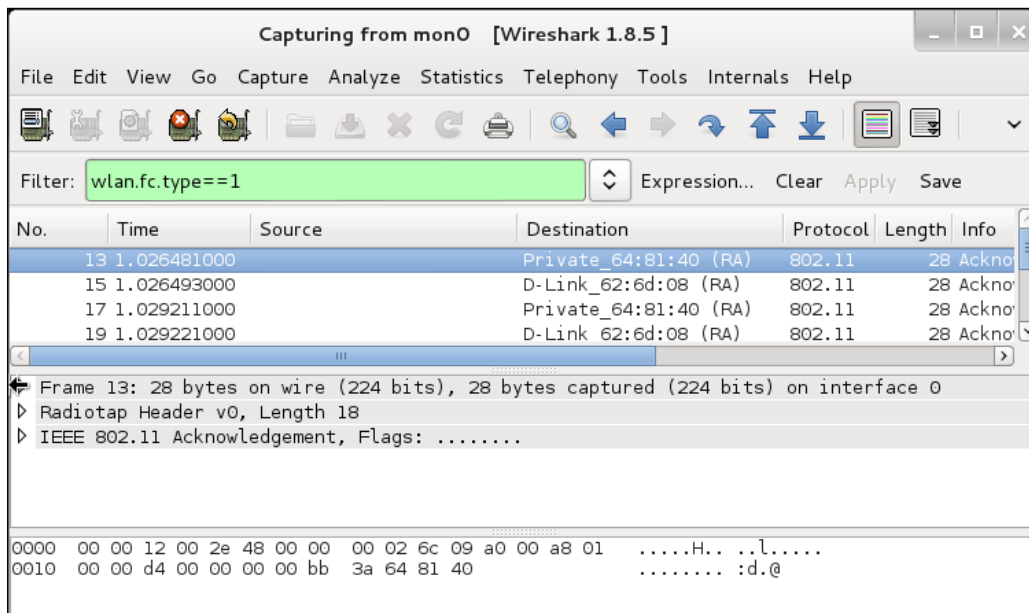 Capturing from mon0 [Wireshark 1.8.5 ]
File Edit View Go Capture Analyze Statistics Telephony Tools Internals Help
Filter: wlan.fc.type==1 Expression... Clear Apply Save
No. Time Source Destination Protocol Length Info
13 1.026481000 Private_64:81:40 (RA) 802.11 28 Ackno
15 1.026493000 D-Link_62:6d:08 (RA) 802.11 28 Ackno
17 1.029211000 Private_64:81:40 (RA) 802.11 28 Ackno
19 1.029221000 D-Link_62:6d:08 (RA) 802.11 28 Ackno
Frame 13: 28 bytes on wire (224 bits), 28 bytes captured (224 bits) on interface 0
Radiotap Header v0, Length 18
IEEE 802.11 Acknowledgement, Flags: ........
0000 00 00 12 00 2e 48 00 00 00 02 6c 09 a0 00 a8 01 .....H.. ..l.....
0010 00 00 d4 00 00 00 00 bb 3a 64 81 40 ........ :d.@